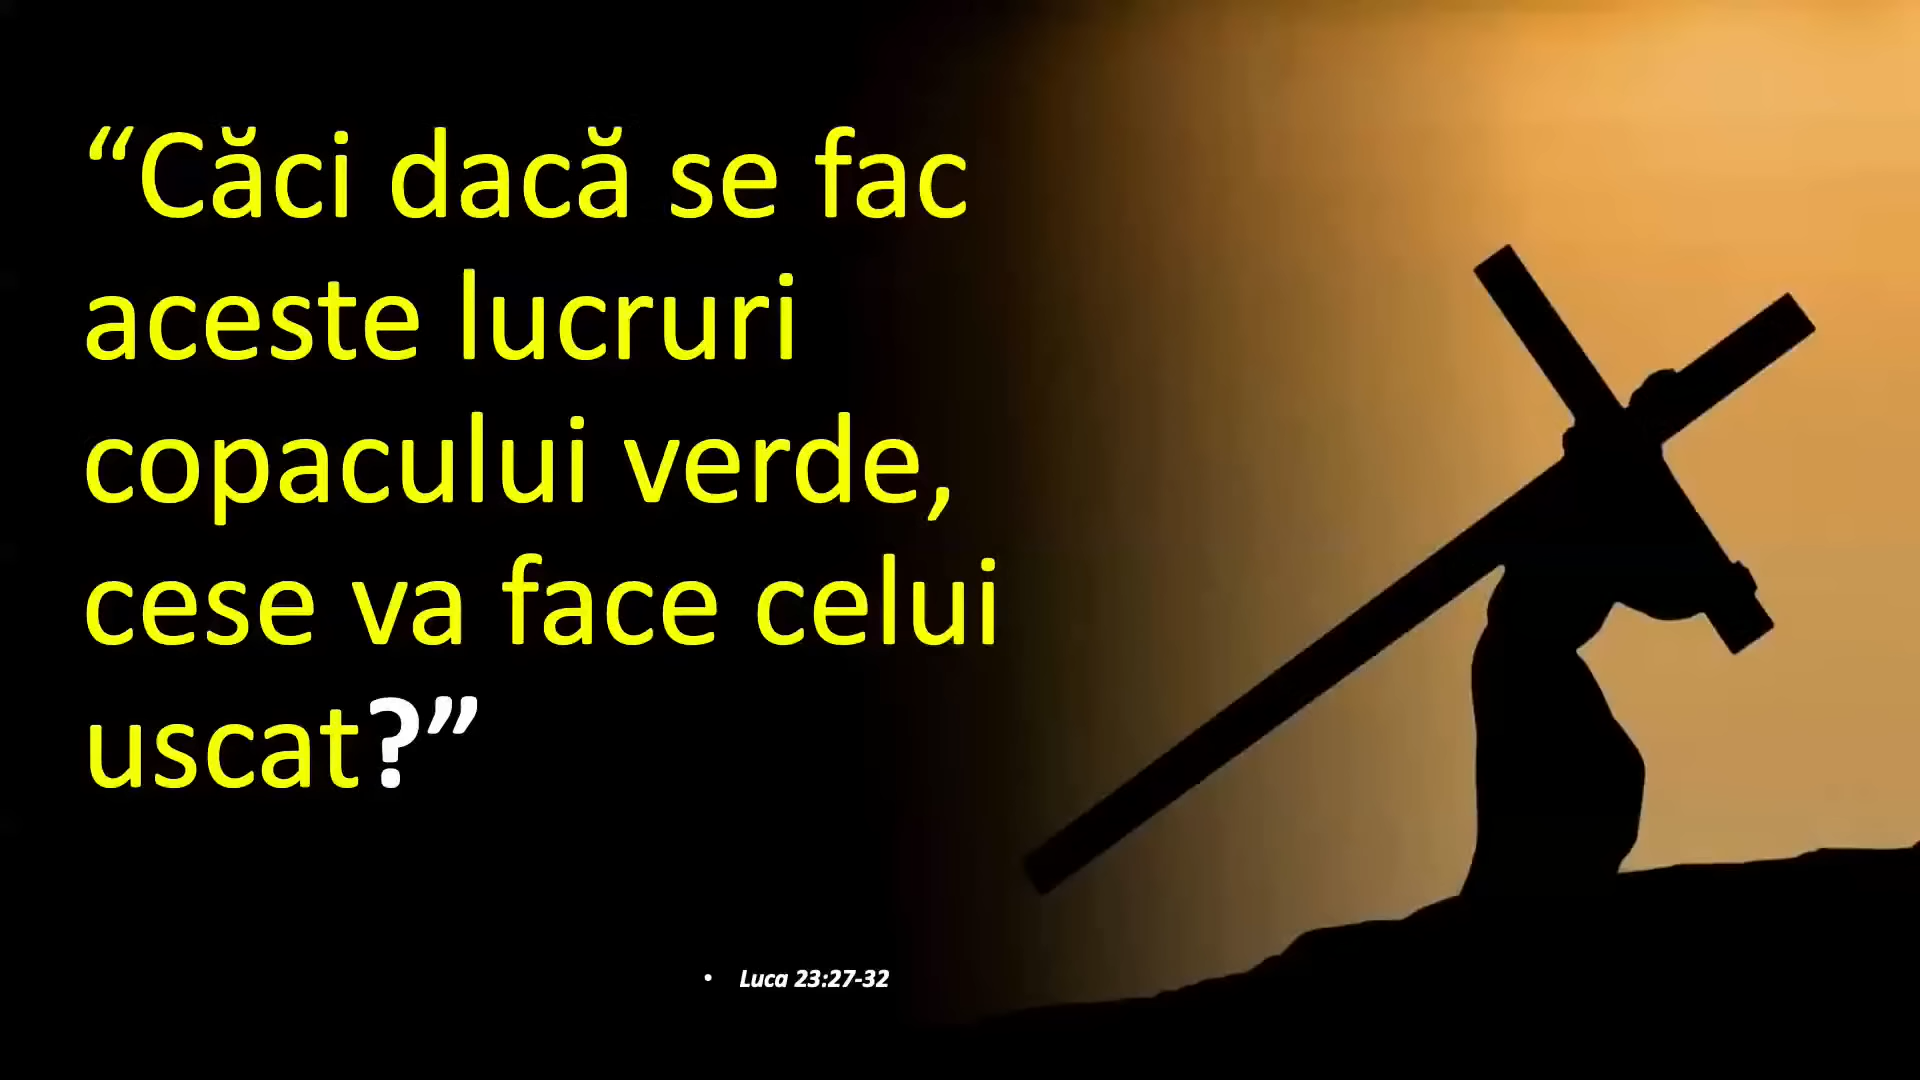 “Căci dacă se fac
aceste lucruri
copacului verde,
cese va face celui
uscat?”
• Luca 23:27-32